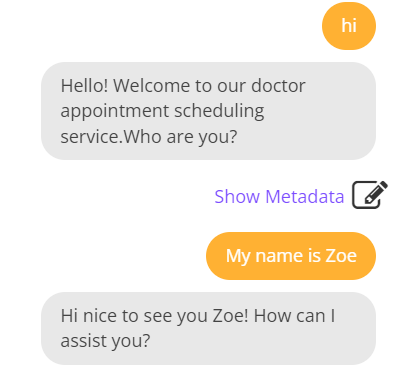 hi
Hello! Welcome to our doctor
appointment scheduling
service.Who are you?
Show Metadata
My name is Zoe
Hi nice to see you Zoe! How can I
assist you?